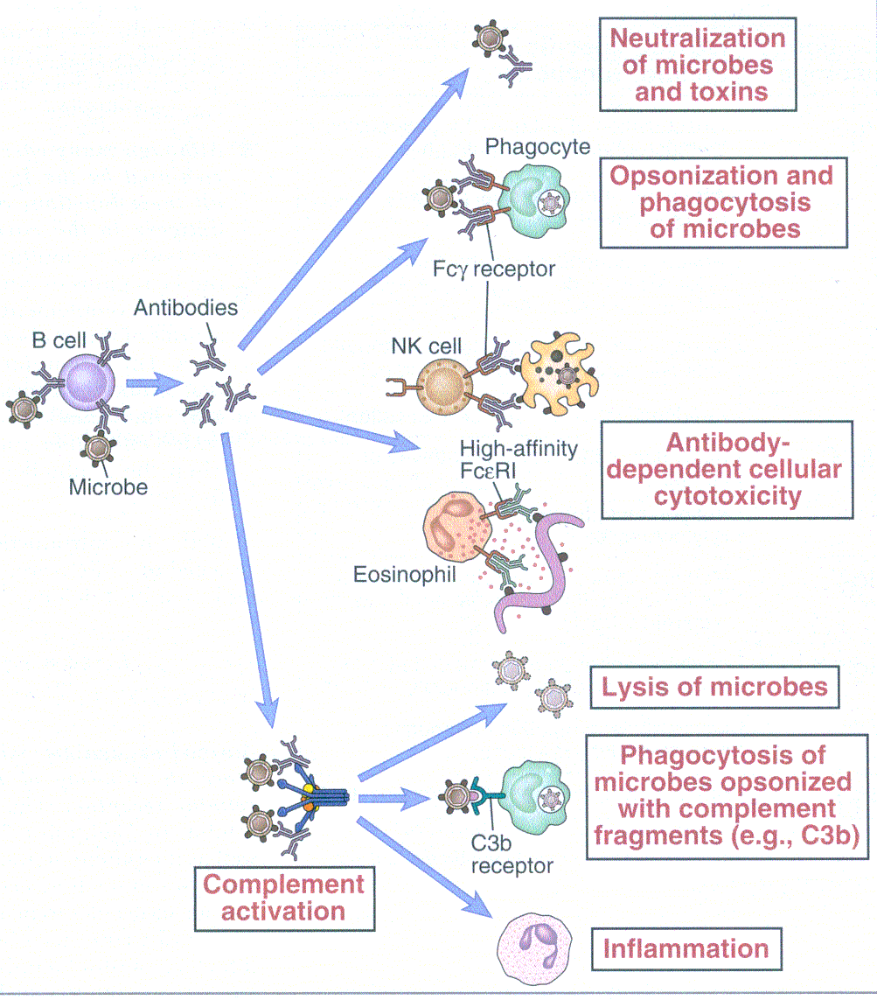 Neutralization
of microbes
and toxins
Phagocyte
Opsonization and
phagocytosis
of microbes
Fcγ receptor
Antibodies
B cell
NK cell
Microbe
High-affinity
FcεRI
Antibody-
dependent cellular
cytotoxicity
Eosinophil
Lysis of microbes
Phagocytosis of
microbes opsonized
with complement
fragments (e.g., C3b)
C3b
receptor
Complement
activation
Inflammation